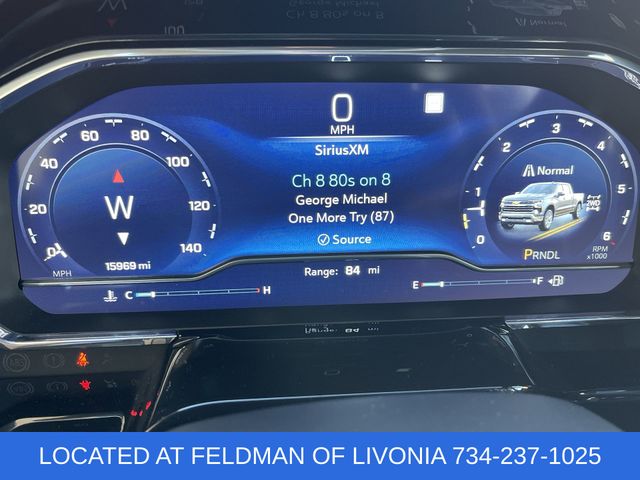 0
MPH
SiriusXM
Ch 8 80s on 8
George Michael
One More Try (87)
Source
Range: 84 mi
0
20
40
60
80
100
120
140
MPH
W
15969 mi
C H
E F
0
1
2
3
4
5
6
RPM
x1000
Normal
2WD
PRNDL
LOCATED AT FELDMAN OF LIVONIA 734-237-1025